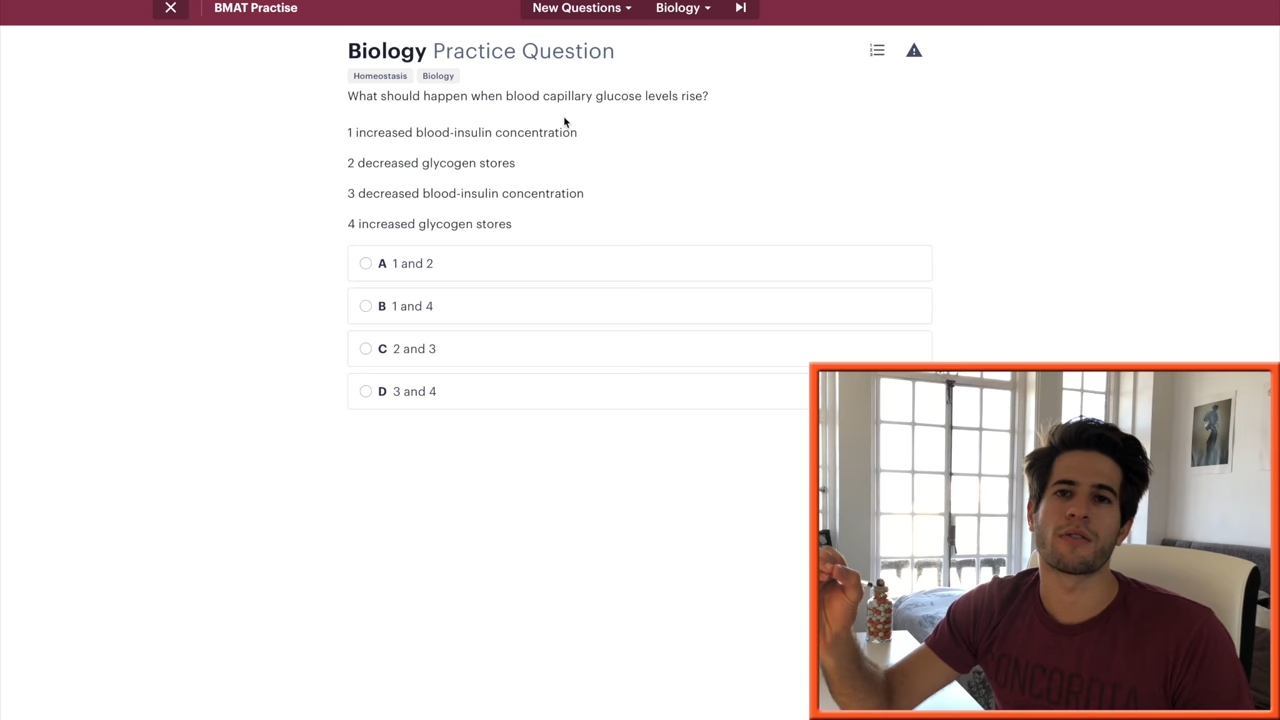 BMAT Practise
New Questions
Biology
Biology Practice Question
Homeostasis
Biology
What should happen when blood capillary glucose levels rise?
1 increased blood-insulin concentration
2 decreased glycogen stores
3 decreased blood-insulin concentration
4 increased glycogen stores
A 1 and 2
B 1 and 4
C 2 and 3
D 3 and 4
CONCORDIA